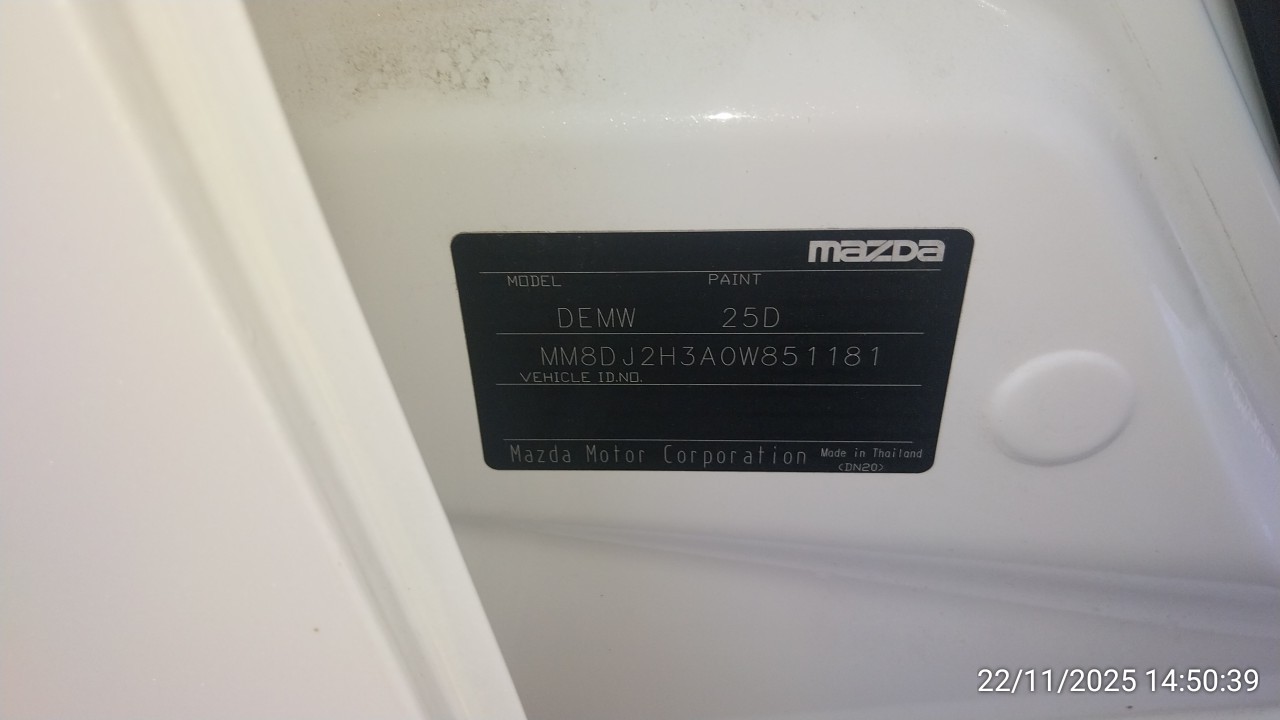 mazda
MODEL PAINT
DEMW 25D
MM8DJ2H3A0W851181
VEHICLE ID.NO.
Mazda Motor Corporation Made in Thailand
<DN20>
22/11/2025 14:50:39